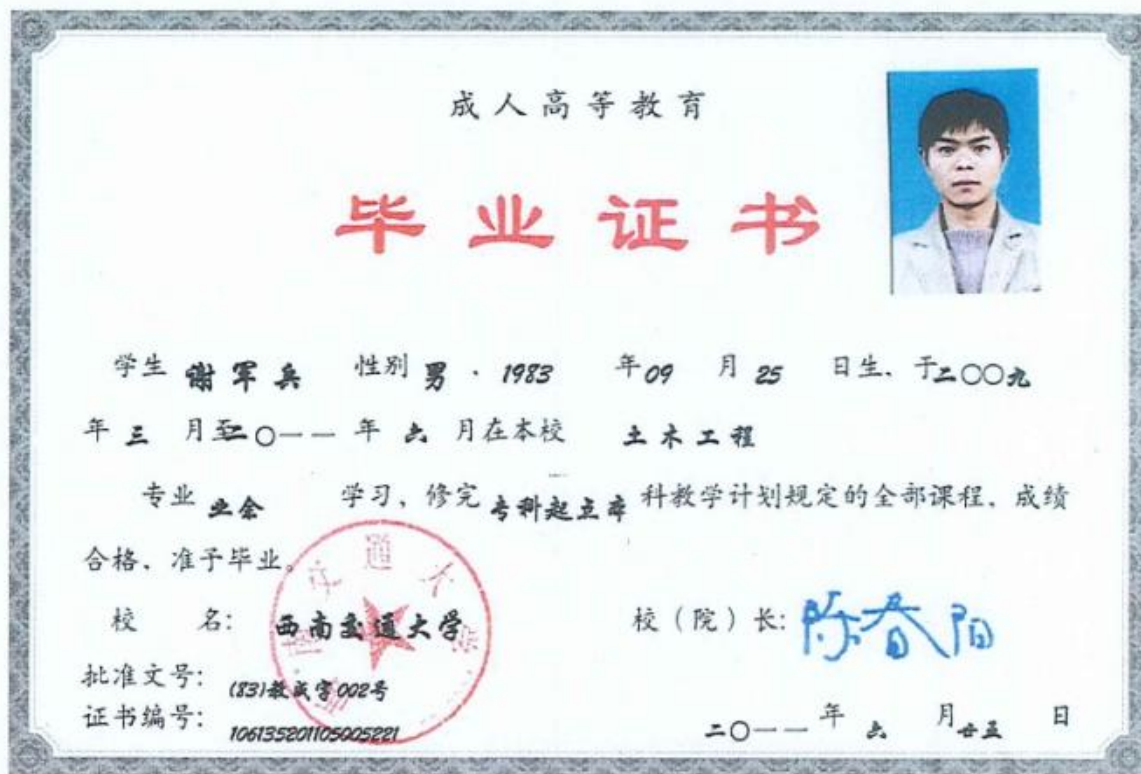 成人高等教育
毕业证书
学生 谢军兵 性别 男 、 1983 年 09 月 25 日生、于二〇〇九
年 三 月至二〇一一 年 六 月在本校 土木工程
专业 业余 学习、修完 专科起点本 科教学计划规定的全部课程、成绩
合格、准予毕业。
校 名: 西南交通大学
校(院)长: 陈春阳
批准文号: (83)教成字002号
证书编号: 106135201105005221
二〇一一 年 六 月 廿五 日